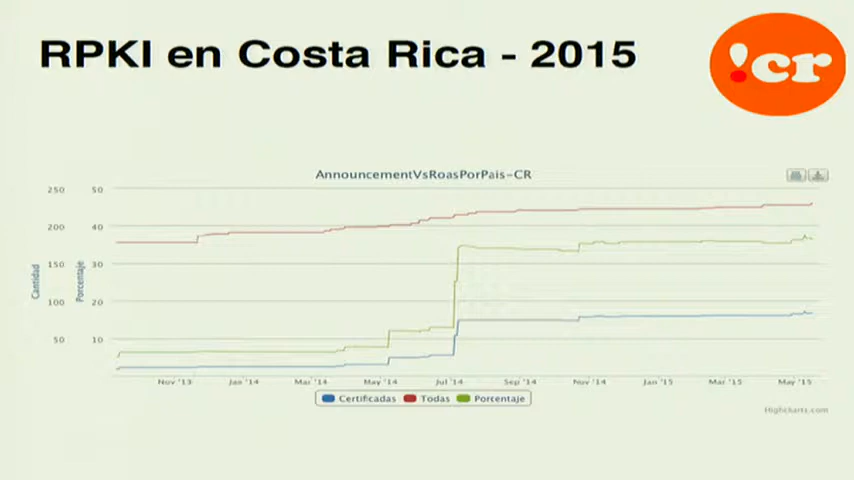 RPKI en Costa Rica - 2015
!cr
AnnouncementVsRoasPorPais-CR
250 50
200 40
150 30
100 20
50 10
Cantidad
Porcentaje
Nov '13 Jan '14 Mar '14 May '14 Jul '14 Sep '14 Nov '14 Jan '15 Mar '15 May '15
Certificadas Todas Porcentaje
Highcharts.com